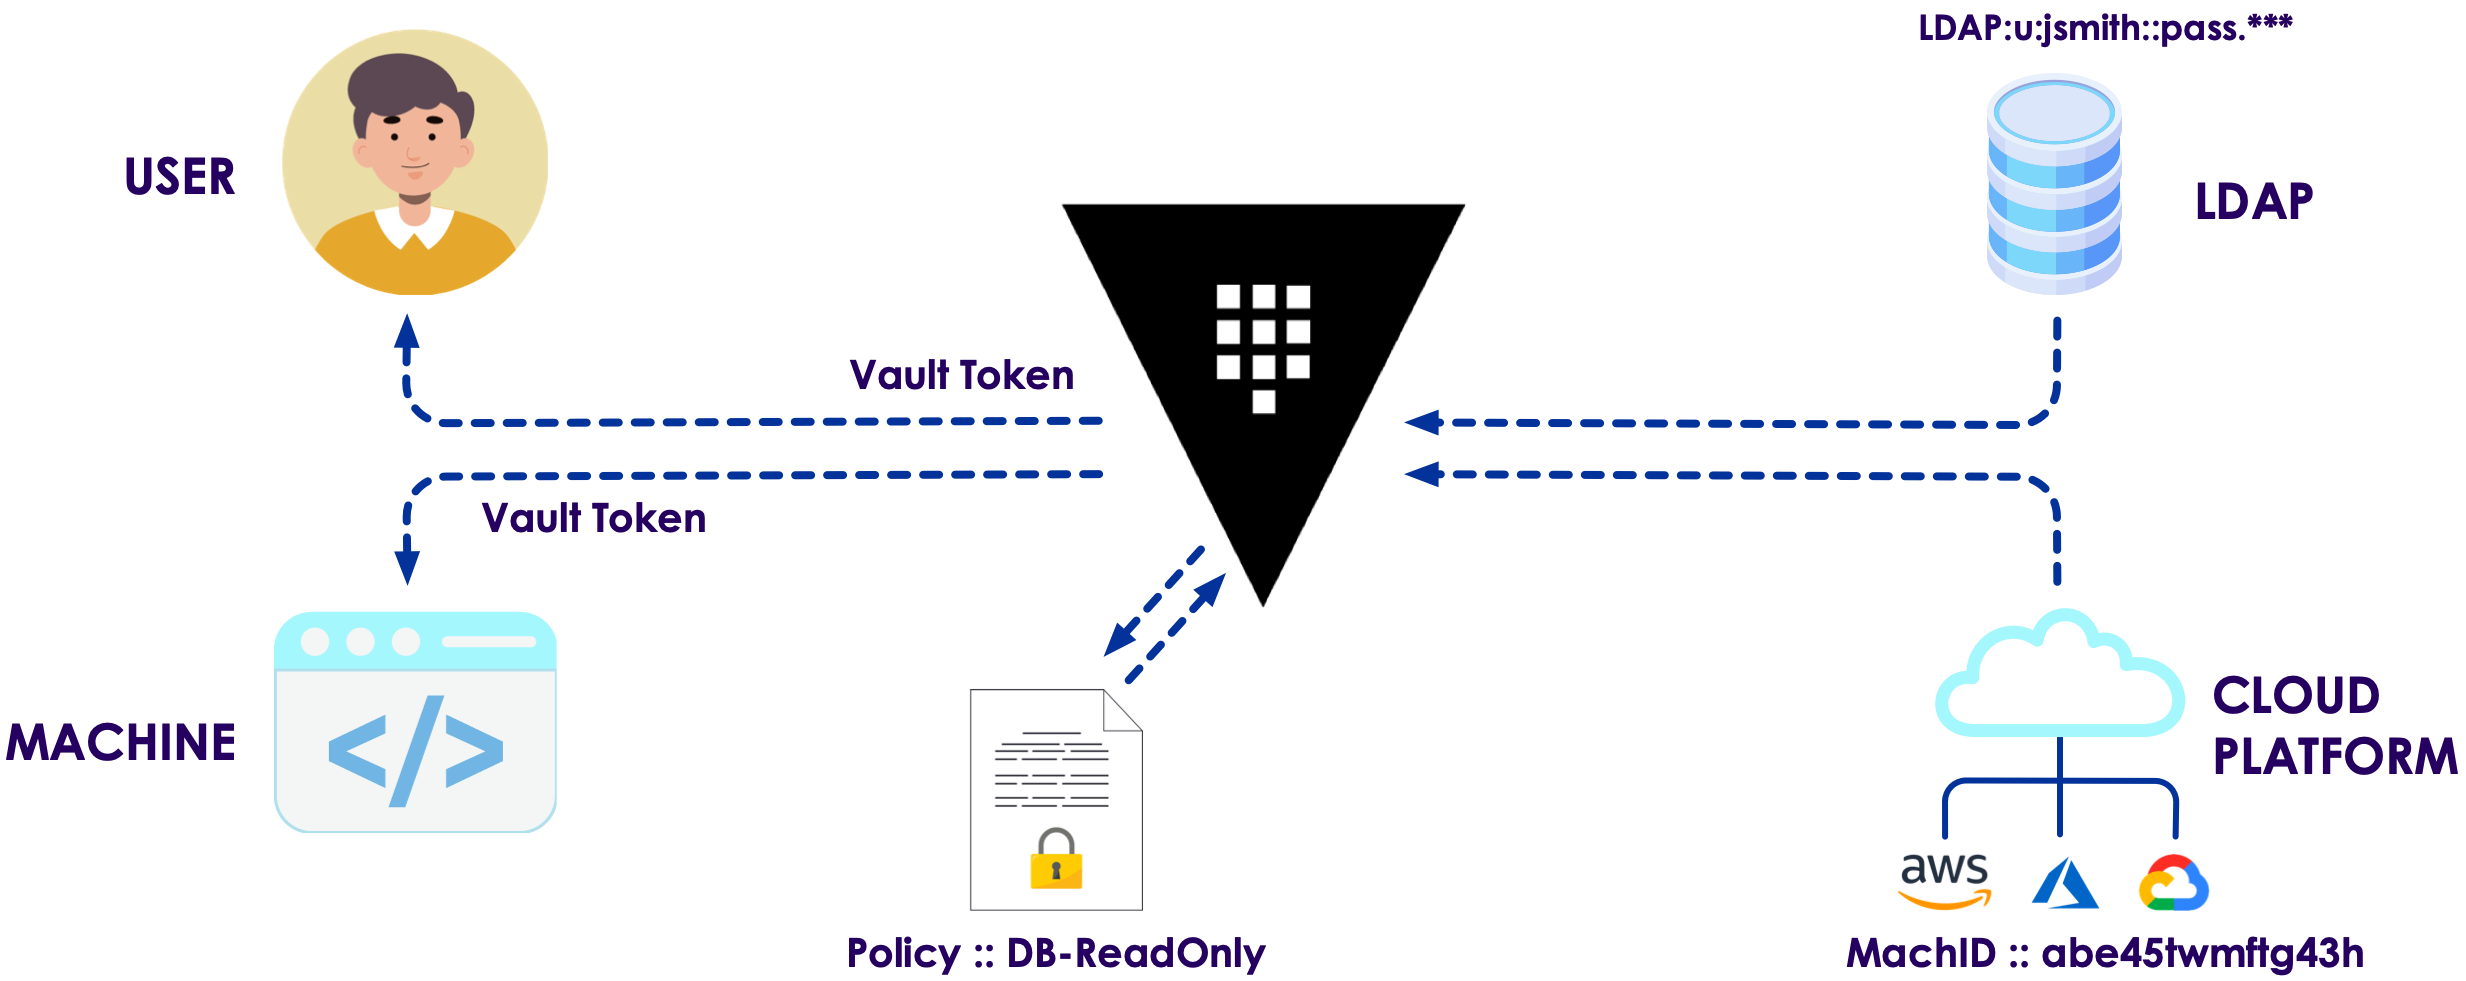 LDAP:u:jsmith::pass.***
USER
LDAP
Vault Token
Vault Token
MACHINE
</>
CLOUD
PLATFORM
aws
Policy :: DB-ReadOnly
MachID :: abe45twmftg43h